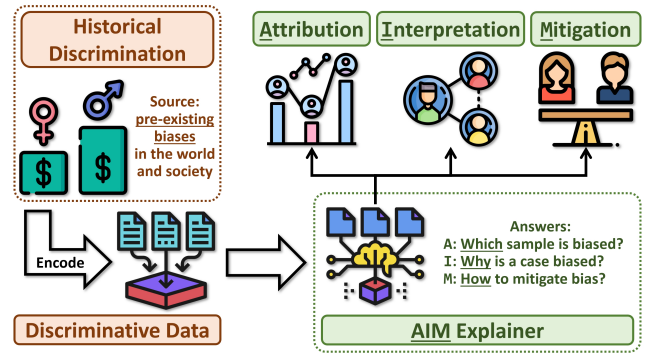 Historical
Discrimination
Source:
pre-existing
biases
in the world
and society
$
$
Encode
Discriminative Data
Attribution
Interpretation
Mitigation
Answers:
A: Which sample is biased?
I: Why is a case biased?
M: How to mitigate bias?
AIM Explainer